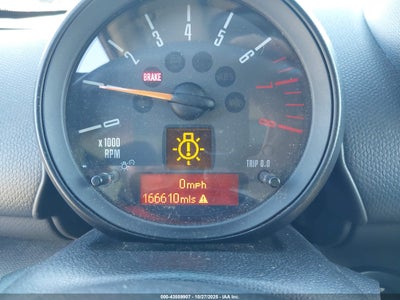 2 3 4 5 6
BRAKE
1 0
x1000
RPM
TRIP 0.0
0mph
166610mls
000-43559907 • 10/27/2025 - IAA Inc.